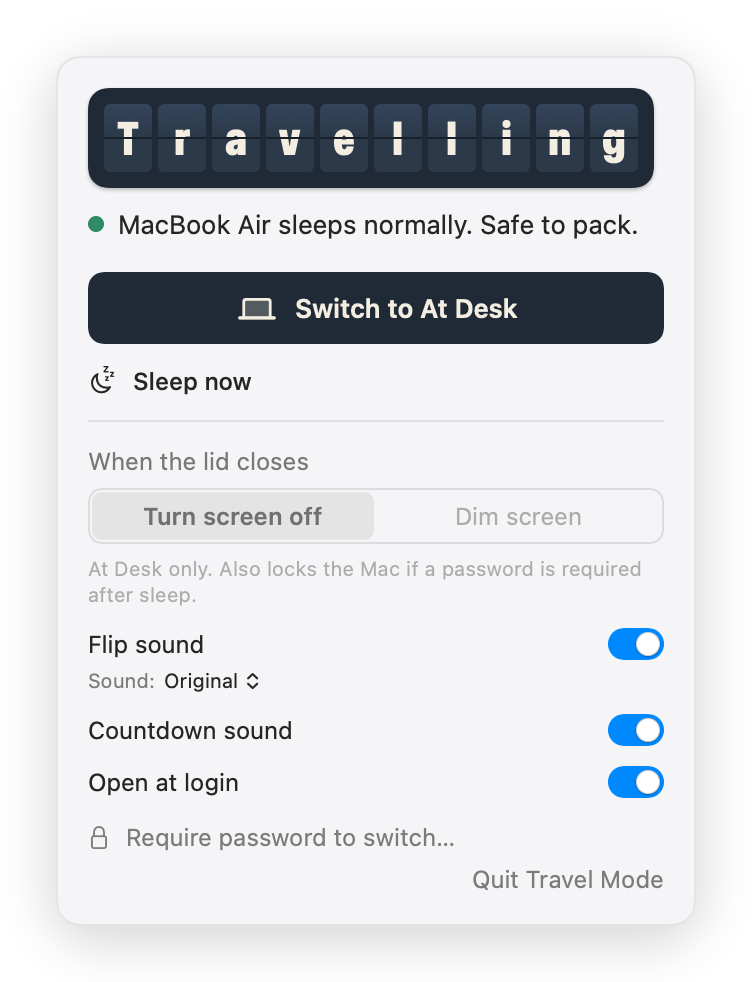 Travelling
MacBook Air sleeps normally. Safe to pack.
Switch to At Desk
Sleep now
When the lid closes
Turn screen off
Dim screen
At Desk only. Also locks the Mac if a password is required
after sleep.
Flip sound
Sound: Original
Countdown sound
Open at login
Require password to switch...
Quit Travel Mode